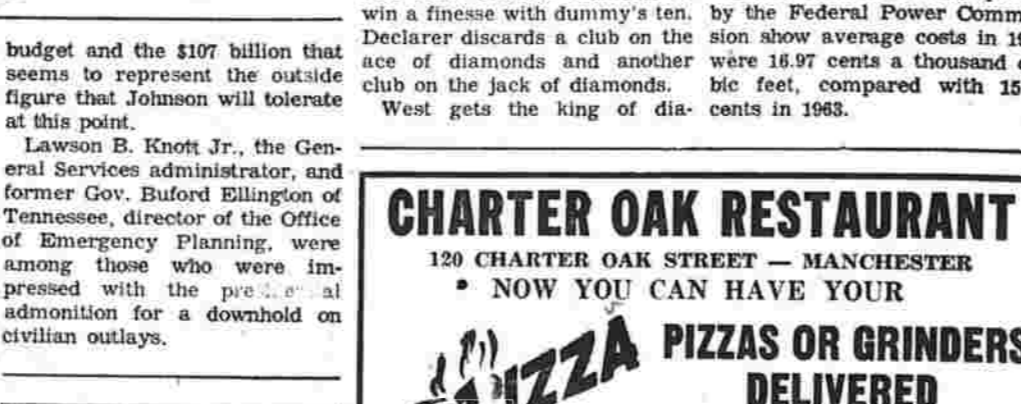 budget and the $107 billion that
seems to represent the outside
figure that Johnson will tolerate
at this point.
Lawson B. Knott Jr., the Gen-
eral Services administrator, and
former Gov. Buford Ellington of
Tennessee, director of the Office
of Emergency Planning, were
among those who were im-
pressed with the
admonition for a downhold on
civilian outlays.
win a finesse with dummy's ten.
Declarer discards a club on the
ace of diamonds and another
club on the jack of diamonds.
West gets the king of dia-
by the Federal Power Comm
sion show average costs in 19
were 16.97 cents a thousand c
bic feet, compared with 15
cents in 1963.
CHARTER OAK RESTAURANT
120 CHARTER OAK STREET — MANCHESTER
• NOW YOU CAN HAVE YOUR
PIZZA
PIZZAS OR GRINDERS
DELIVERED